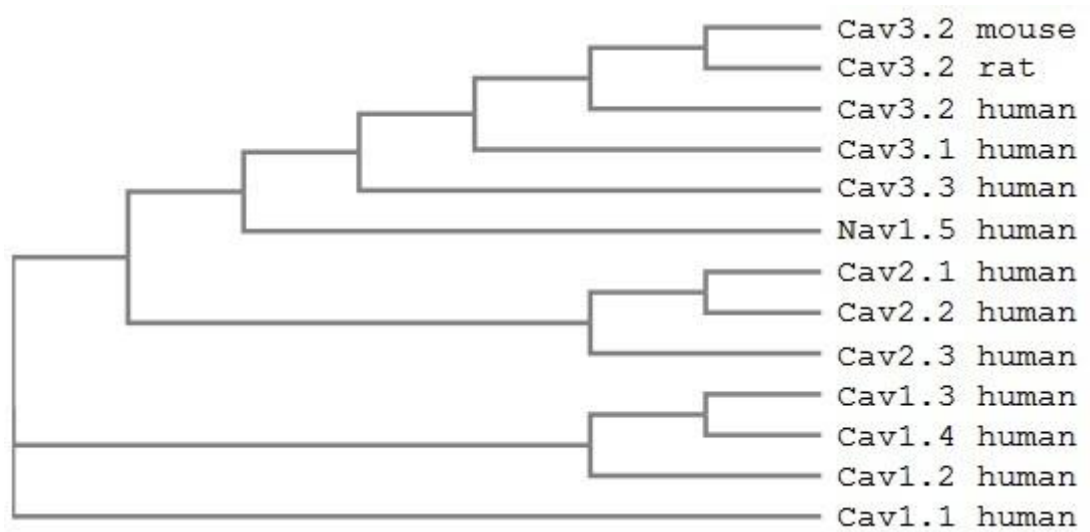 Cav3.2 mouse
Cav3.2 rat
Cav3.2 human
Cav3.1 human
Cav3.3 human
Nav1.5 human
Cav2.1 human
Cav2.2 human
Cav2.3 human
Cav1.3 human
Cav1.4 human
Cav1.2 human
Cav1.1 human